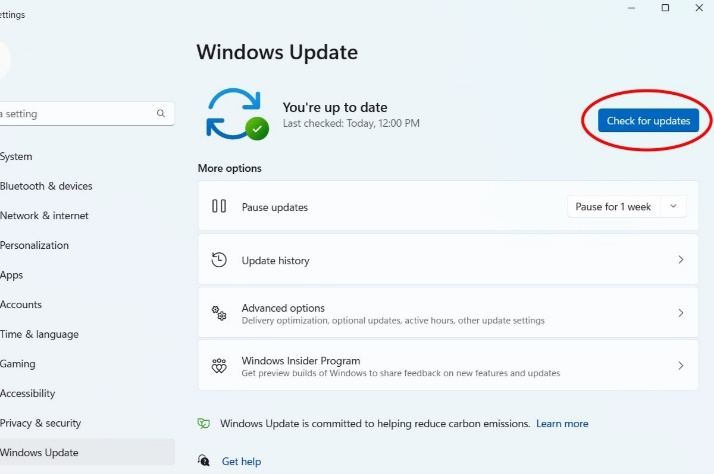 ettings
Windows Update
You're up to date
Last checked: Today, 12:00 PM
Check for updates
a setting
System
Bluetooth & devices
Network & internet
Personalization
Apps
Accounts
Time & language
Gaming
Accessibility
Privacy & security
Windows Update
More options
Pause updates
Pause for 1 week
Update history
Advanced options
Delivery optimization, optional updates, active hours, other update settings
Windows Insider Program
Get preview builds of Windows to share feedback on new features and updates
Windows Update is committed to helping reduce carbon emissions. Learn more
Get help